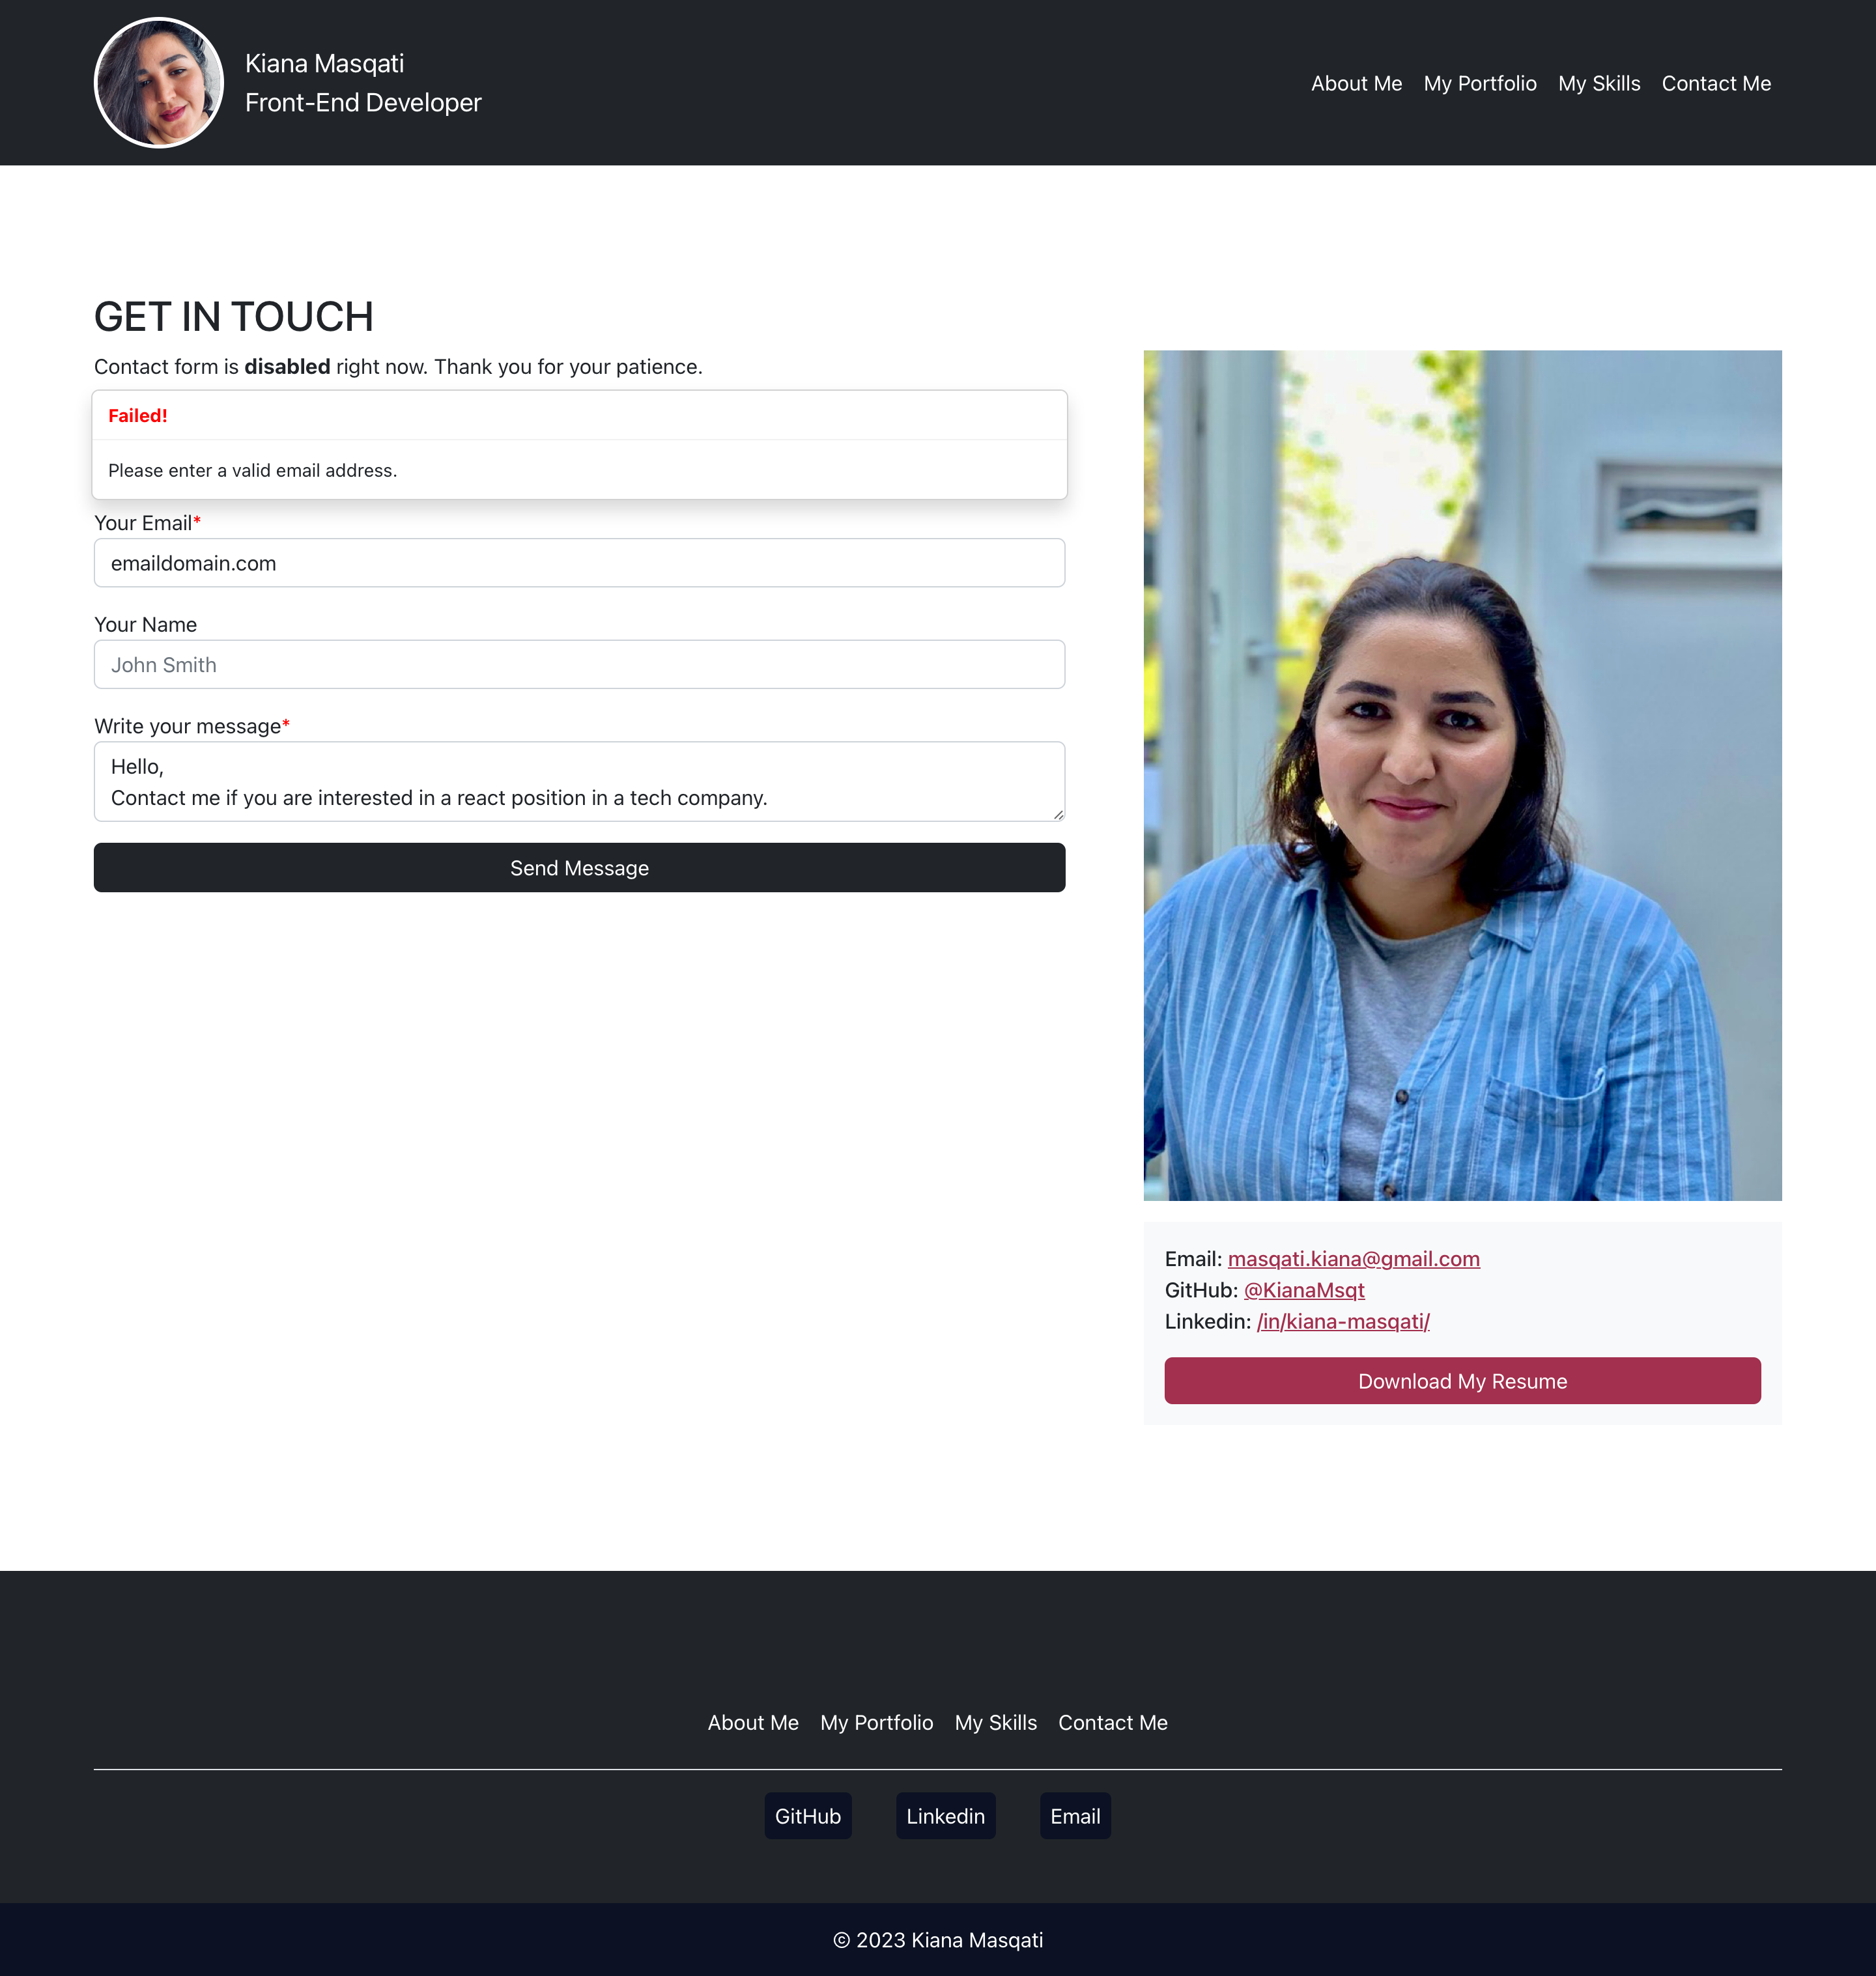 Kiana Masqati
Front-End Developer
About Me My Portfolio My Skills Contact Me
GET IN TOUCH
Contact form is disabled right now. Thank you for your patience.
Failed!
Please enter a valid email address.
Your Email*
emaildomain.com
Your Name
John Smith
Write your message*
Hello,
Contact me if you are interested in a react position in a tech company.
Send Message
Email: masqati.kiana@gmail.com
GitHub: @KianaMsqt
Linkedin: /in/kiana-masqati/
Download My Resume
About Me My Portfolio My Skills Contact Me
GitHub Linkedin Email
© 2023 Kiana Masqati